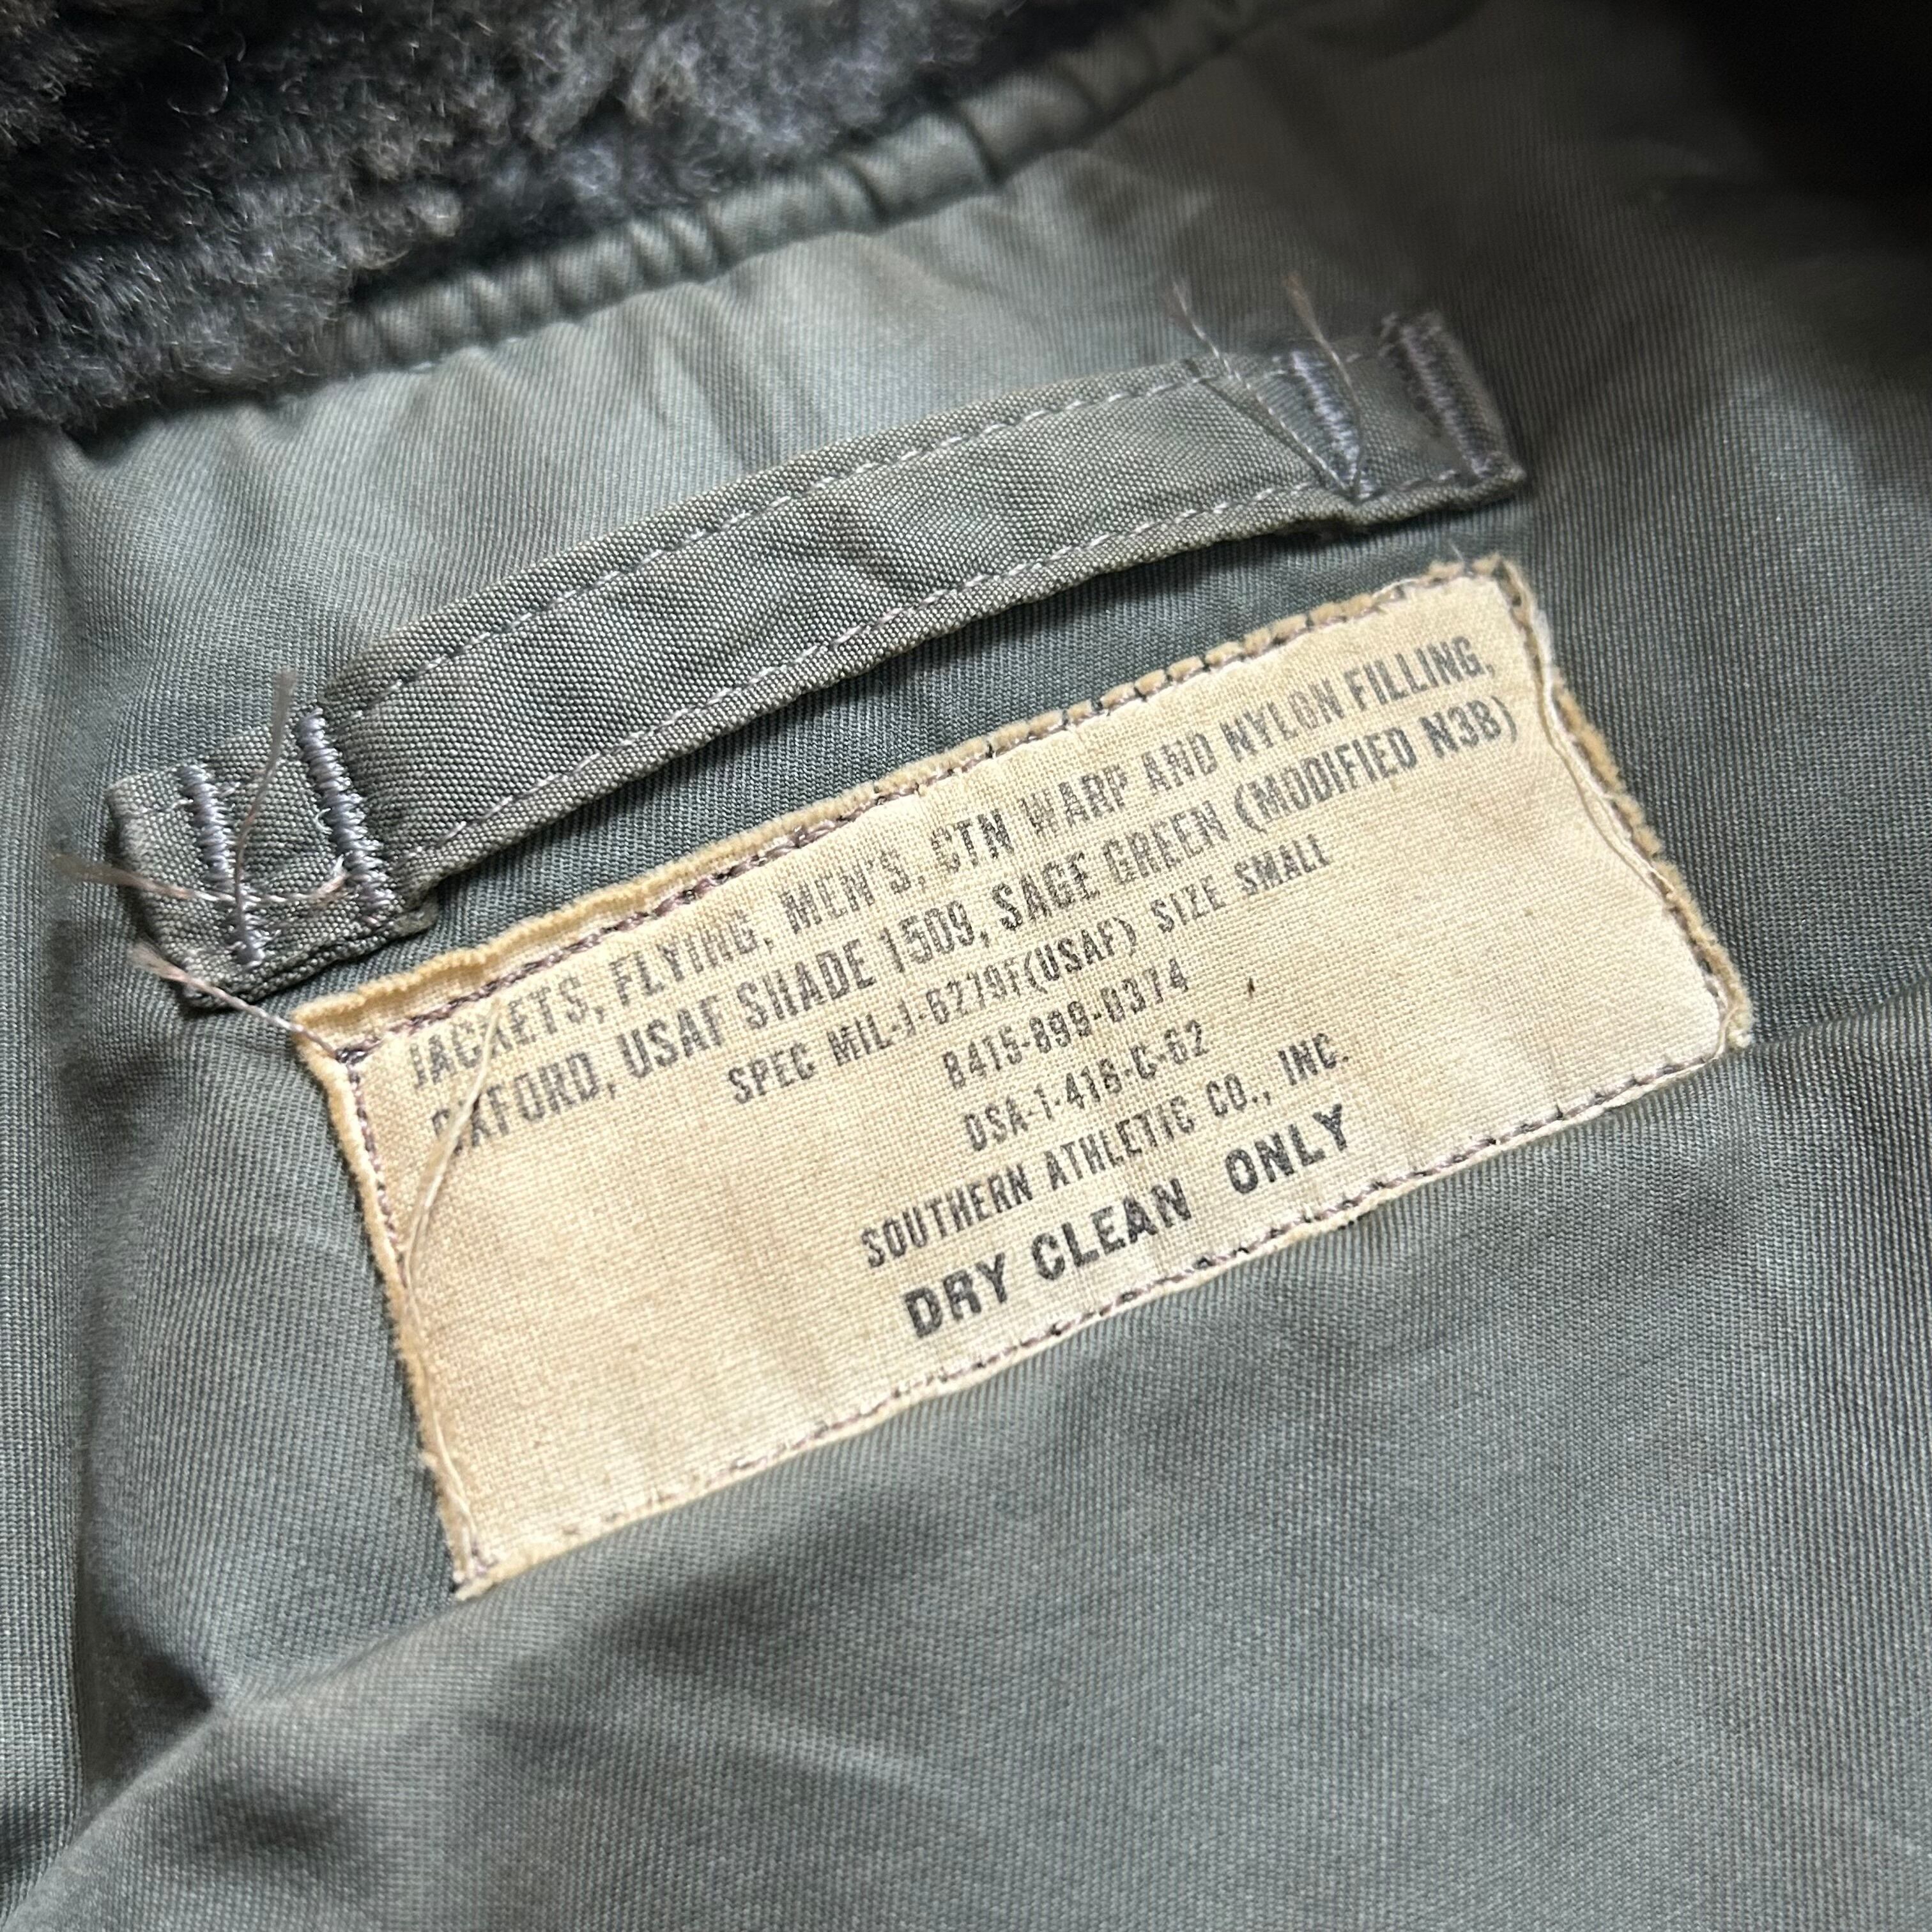 JACKETS, FLYING, MEN'S, CTN WARP AND NYLON FILLING,
OXFORD, USAF SHADE 1509, SAGE GREEN (MODIFIED N3B)
SPEC MIL-J-6279F(USAF) SIZE SMALL
8415-899-0374
DSA-1-418-C-62
SOUTHERN ATHLETIC CO., INC.
DRY CLEAN ONLY